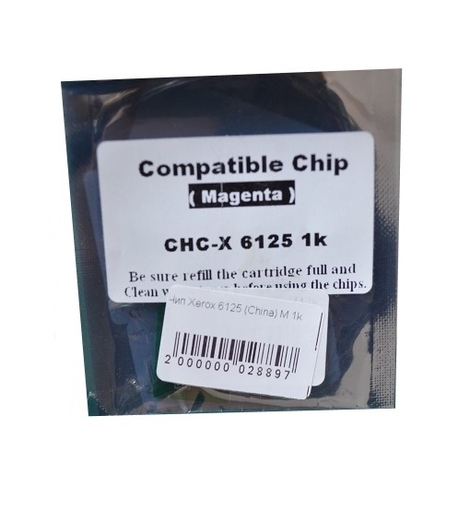 Compatible Chip
( Magenta )
CHC-X 6125 1k
Be sure refill the cartridge full and
Clean before using the chips.
Чип Xerox 6125 (China) M 1k
2 000000 028897